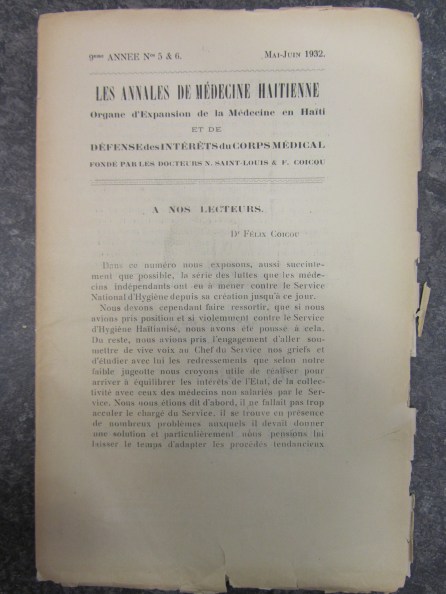 9me ANNEE Nos 5 & 6. MAI-JUIN 1932.
LES ANNALES DE MÉDECINE HAITIENNE
Organe d'Expansion de la Médecine en Haïti
ET DE
DÉFENSE des INTÉRÊTS du CORPS MÉDICAL
FONDÉ PAR LES DOCTEURS N. SAINT-LOUIS & F. COICOU
A NOS LECTEURS.
Dr FÉLIX COICOU
Dans ce numéro nous exposons, aussi succinte-
ment que possible, la série des luttes que les méde-
cins indépendants ont eu à mener contre le Service
National d'Hygiène depuis sa création jusqu'à ce jour.
Nous devons cependant faire ressortir, que si nous
avions pris position et si violemment contre le Service
d'Hygiène Haïtianisé, nous avons été poussé à cela.
Du reste, nous avions pris l'engagement d'aller sou-
mettre de vive voix au Chef du Service nos griefs et
d'étudier avec lui les redressements que selon notre
faible jugeotte nous croyons utile de réaliser pour
arriver à équilibrer les intérêts de l'Etat, de la collec-
tivité avec ceux des médecins non salariés par le Ser-
vice. Nous nous étions dit d'abord, il ne fallait pas trop
acculer le chargé du Service, il se trouve en présence
de nombreux problèmes auxquels il devait donner
une solution et particulièrement nous pensions lui
laisser le temps d'adapter les procédés tendancieux